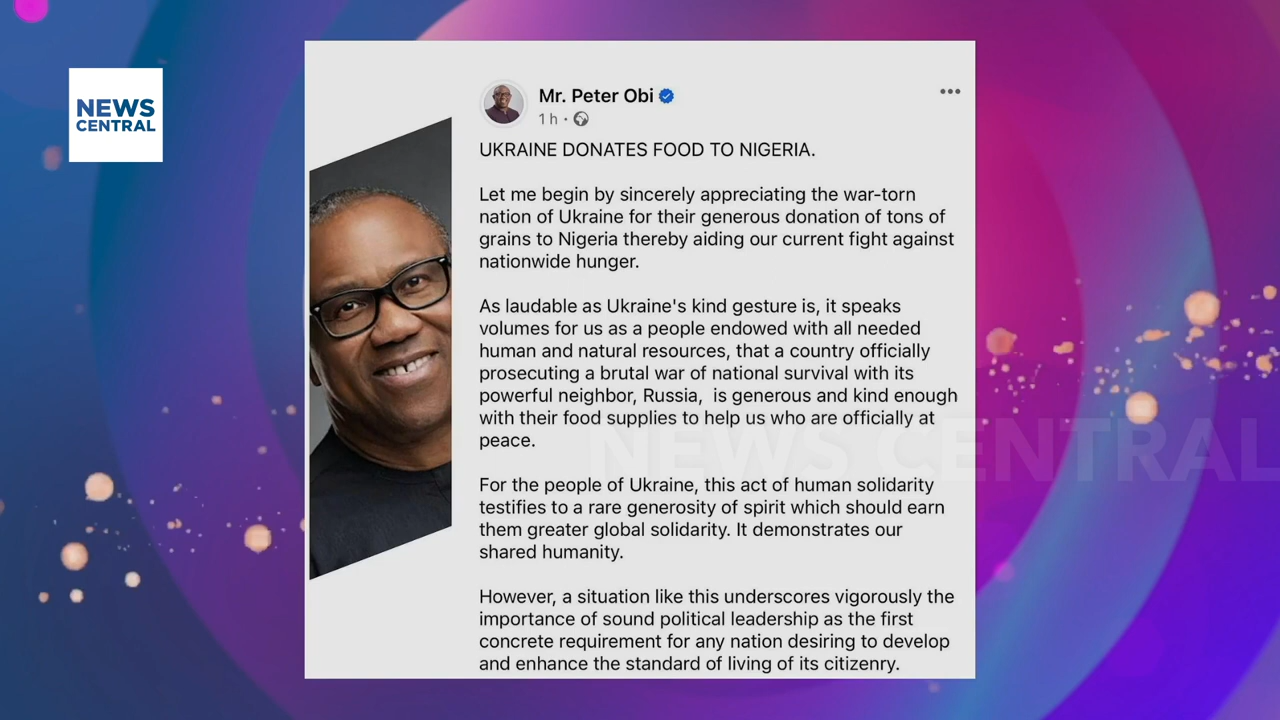 NEWS
CENTRAL
Mr. Peter Obi
1 h ·
UKRAINE DONATES FOOD TO NIGERIA.
Let me begin by sincerely appreciating the war-torn
nation of Ukraine for their generous donation of tons of
grains to Nigeria thereby aiding our current fight against
nationwide hunger.
As laudable as Ukraine's kind gesture is, it speaks
volumes for us as a people endowed with all needed
human and natural resources, that a country officially
prosecuting a brutal war of national survival with its
powerful neighbor, Russia,  is generous and kind enough
with their food supplies to help us who are officially at
peace.
NEWS CENTRAL
For the people of Ukraine, this act of human solidarity
testifies to a rare generosity of spirit which should earn
them greater global solidarity. It demonstrates our
shared humanity.
However, a situation like this underscores vigorously the
importance of sound political leadership as the first
concrete requirement for any nation desiring to develop
and enhance the standard of living of its citizenry.